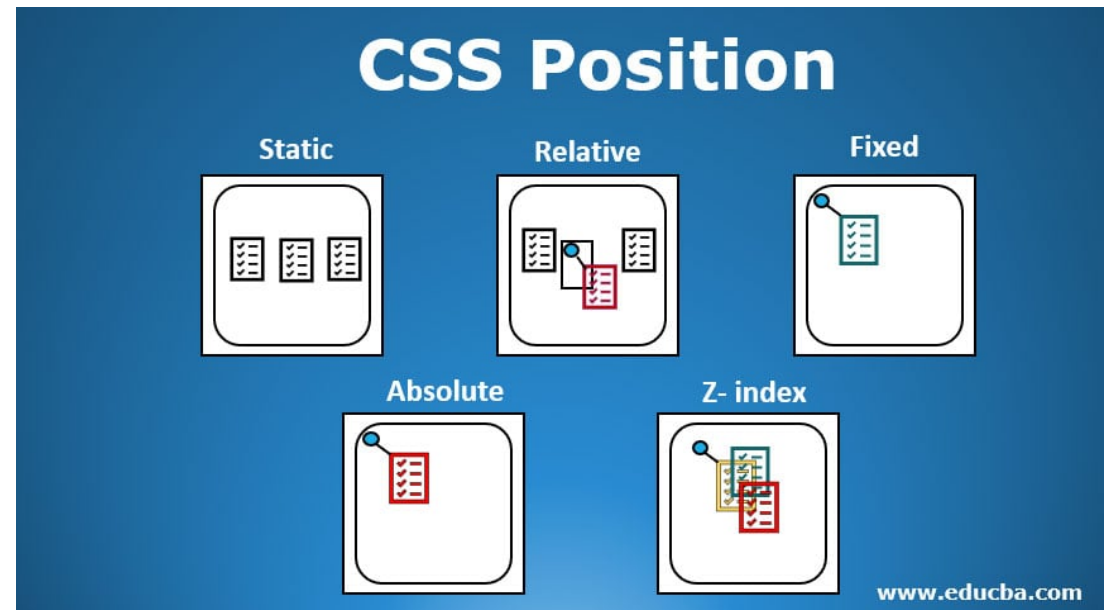 CSS Position
Static
Relative
Fixed
Absolute
Z- index
www.educba.com